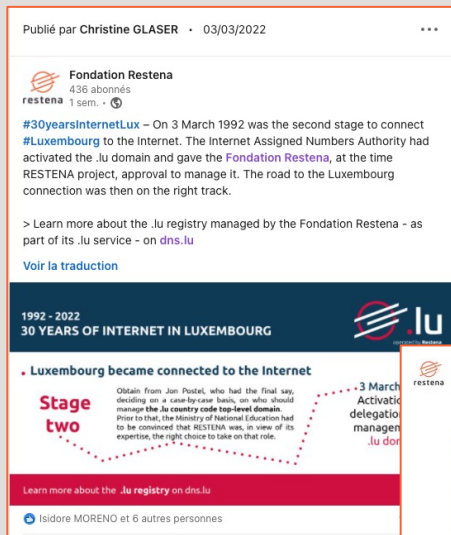 Publié par Christine GLASER • 03/03/2022
Fondation Restena
436 abonnés
restena 1 sem. •
#30yearsInternetLux – On 3 March 1992 was the second stage to connect
#Luxembourg to the Internet. The Internet Assigned Numbers Authority had
activated the .lu domain and gave the Fondation Restena, at the time
RESTENA project, approval to manage it. The road to the Luxembourg
connection was then on the right track.
> Learn more about the .lu registry managed by the Fondation Restena - as
part of its .lu service - on dns.lu
Voir la traduction
1992 - 2022
30 YEARS OF INTERNET IN LUXEMBOURG
.lu
operated by Restena
. Luxembourg became connected to the Internet
Stage
two
Obtain from Jon Postel, who had the final say,
deciding on a case-by-case basis, on who should
manage the .lu country code top-level domain.
Prior to that, the Ministry of National Education had
to be convinced that RESTENA was, in view of its
expertise, the right choice to take on that role.
3 March
delegatio
managen
restena
Learn more about the .lu registry on dns.lu
Isidore MORENO et 6 autres personnes